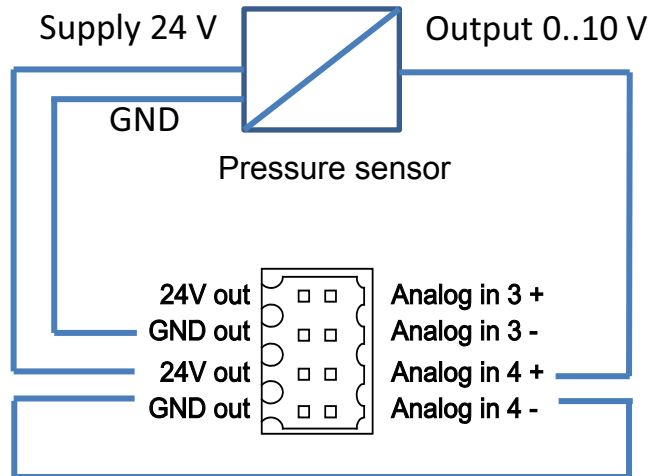 Supply 24 V
Output 0..10 V
GND
Pressure sensor
24V out
Analog in 3 +
GND out
Analog in 3 -
24V out
Analog in 4 +
GND out
Analog in 4 -